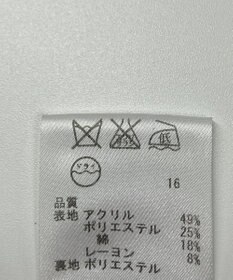 低
ドライ
16
品質
表地 アクリル 49%
ポリエステル 25%
綿 18%
レーヨン 8%
裏地 ポリエステル